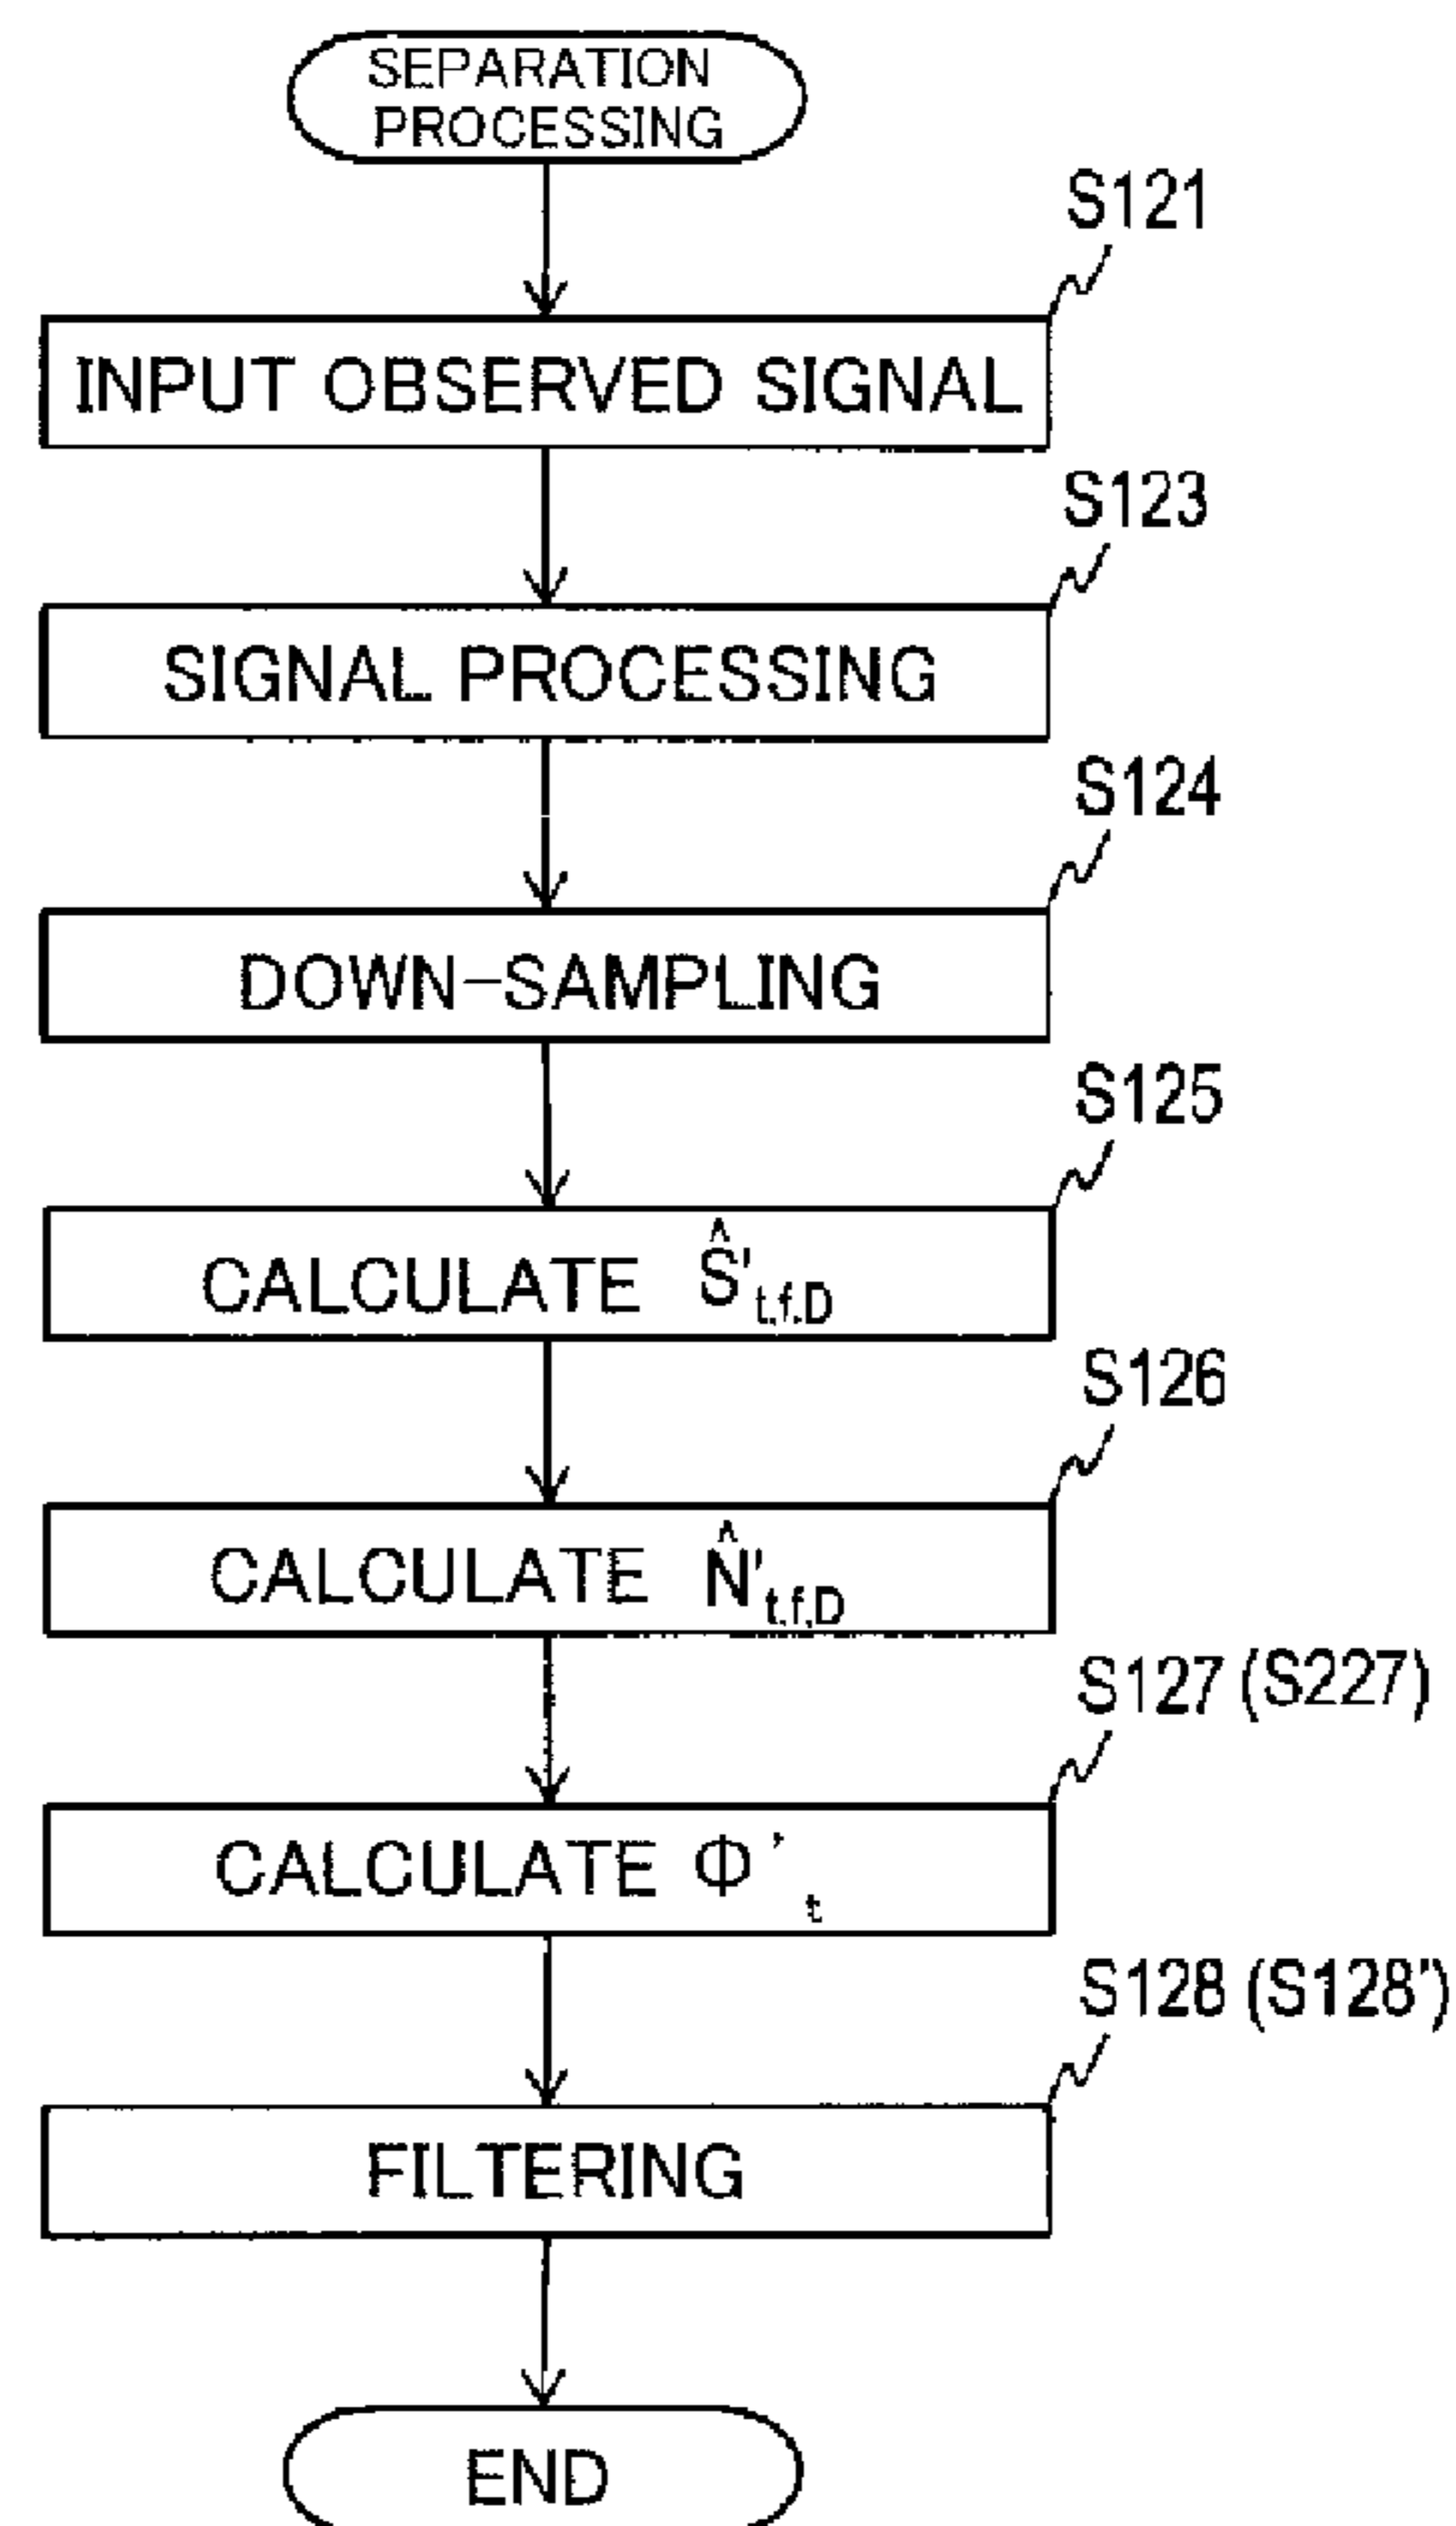 SEPARATION
PROCESSING
S121
INPUT OBSERVED SIGNAL
S123
SIGNAL PROCESSING
S124
DOWN-SAMPLING
S125
CALCULATE Ŝ't,f,D
S126
CALCULATE N̂'t,f,D
S127 (S227)
CALCULATE Φ't
S128 (S128')
FILTERING
END